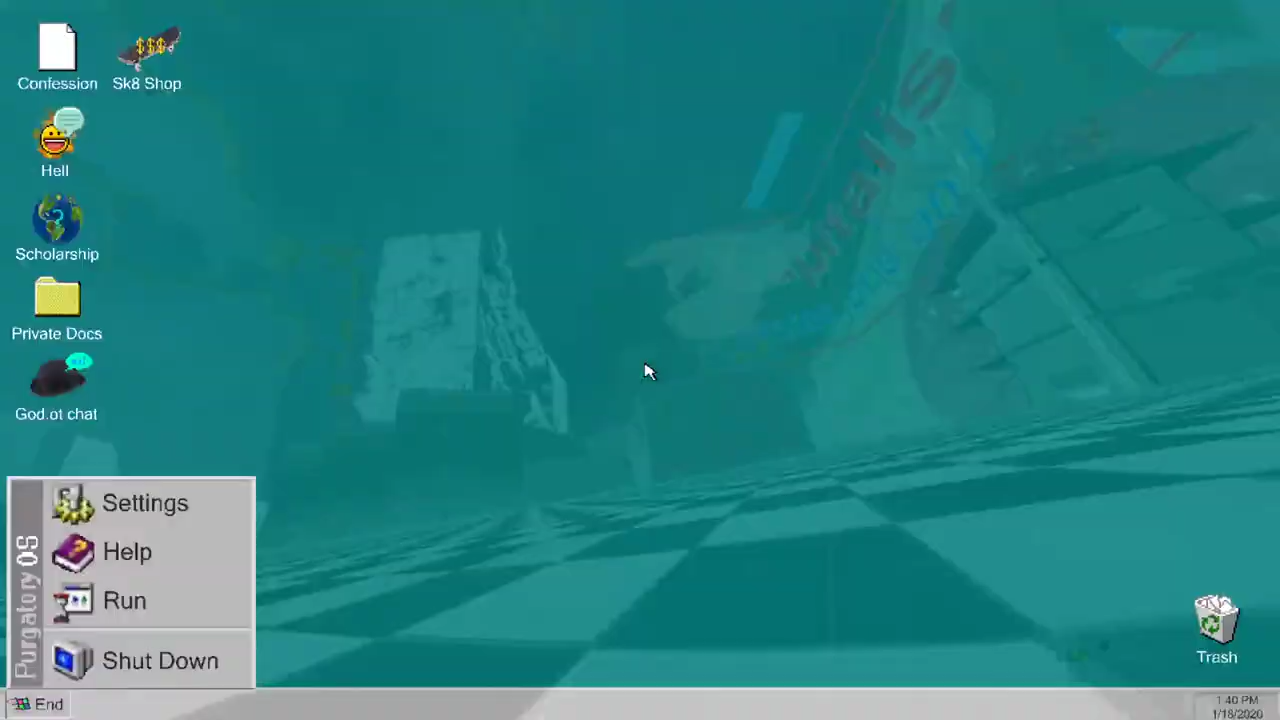 Confession
Sk8 Shop
Hell
Scholarship
Private Docs
God.ot chat
Settings
Help
Run
Shut Down
Purgatory OS
End
Trash
1:40 PM
1/18/2020
$$$